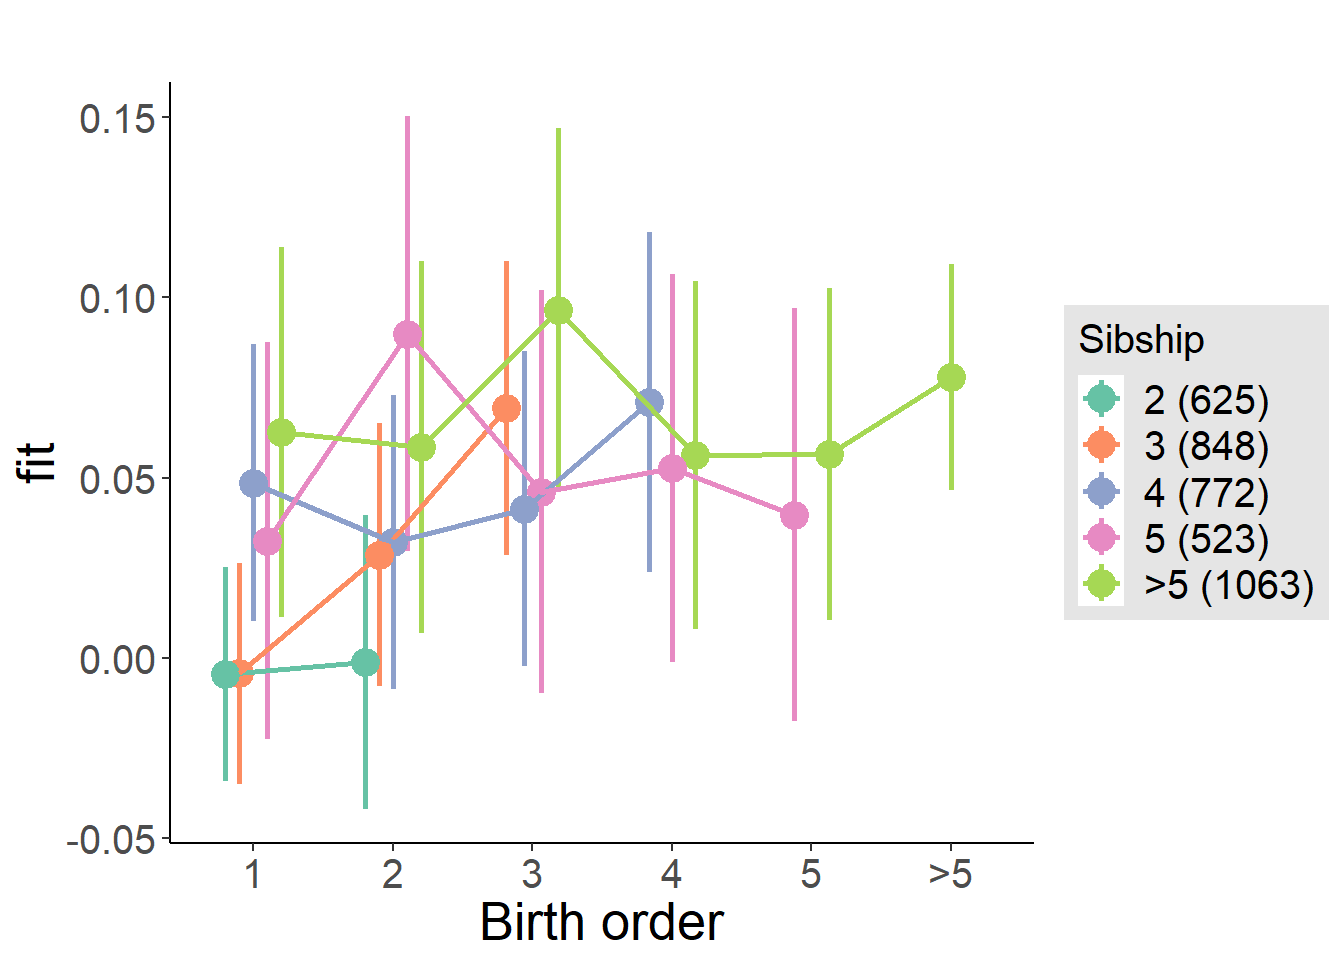 0.15
0.10
0.05
0.00
-0.05
fit
1 2 3 4 5 >5
Birth order
Sibship
2 (625)
3 (848)
4 (772)
5 (523)
>5 (1063)